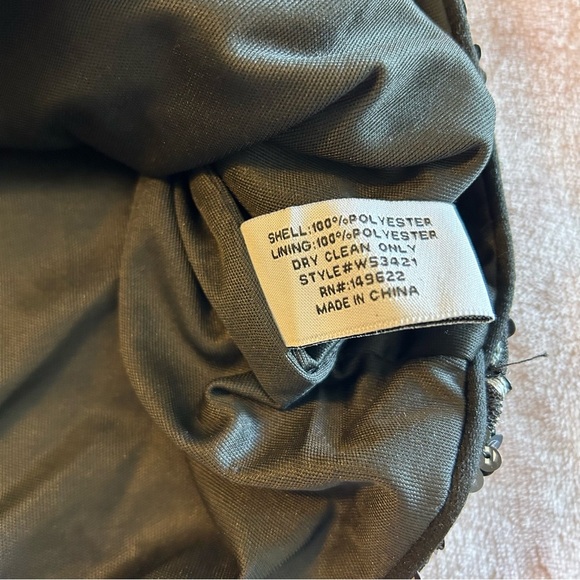 SHELL:100%POLYESTER
LINING:100%POLYESTER
DRY CLEAN ONLY
STYLE#WS3421
RN#:149622
MADE IN CHINA